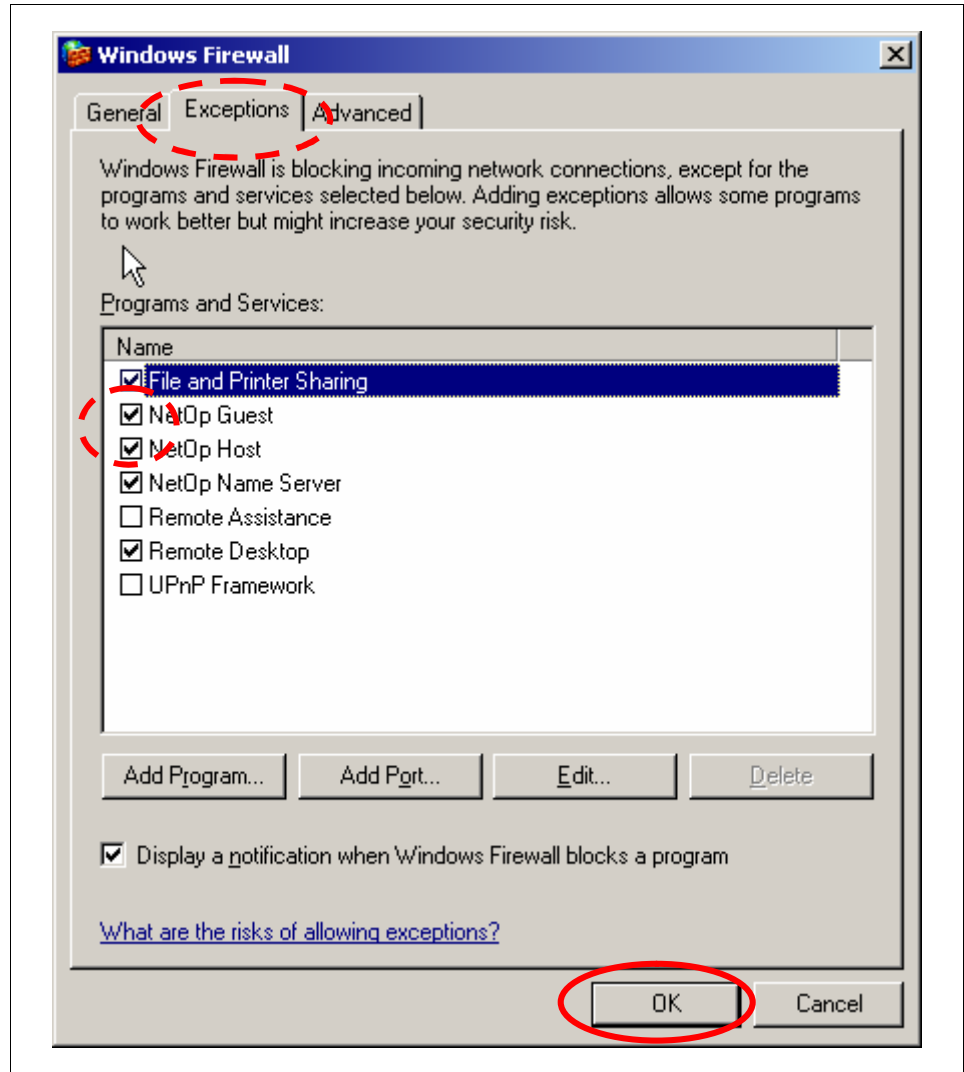 Windows Firewall
General Exceptions Advanced
Windows Firewall is blocking incoming network connections, except for the
programs and services selected below. Adding exceptions allows some programs
to work better but might increase your security risk.
Programs and Services:
Name
File and Printer Sharing
NetOp Guest
NetOp Host
NetOp Name Server
Remote Assistance
Remote Desktop
UPnP Framework
Add Program... Add Port... Edit... Delete
Display a notification when Windows Firewall blocks a program
What are the risks of allowing exceptions?
OK Cancel